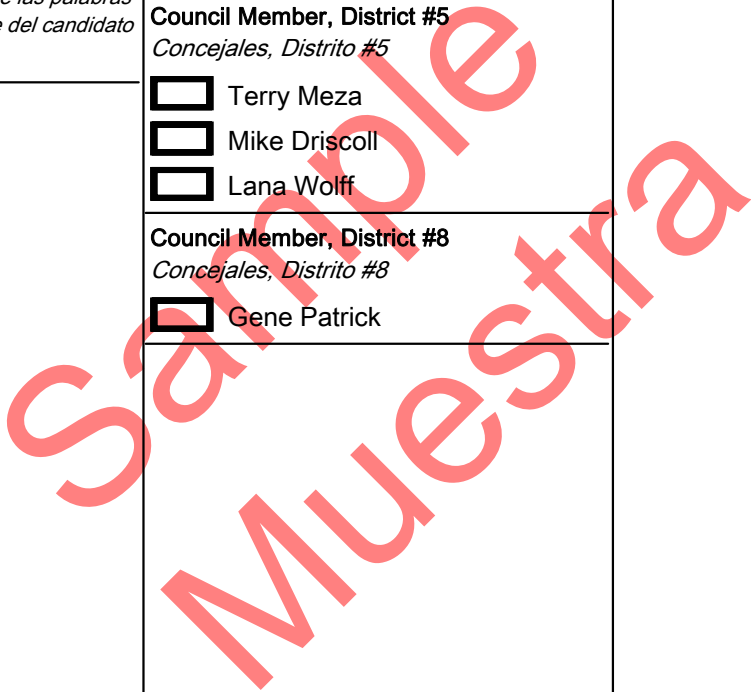 e las palabras
e del candidato
Council Member, District #5
Concejales, Distrito #5
Terry Meza
Mike Driscoll
Lana Wolff
Council Member, District #8
Concejales, Distrito #8
Gene Patrick
Sample
Muestra